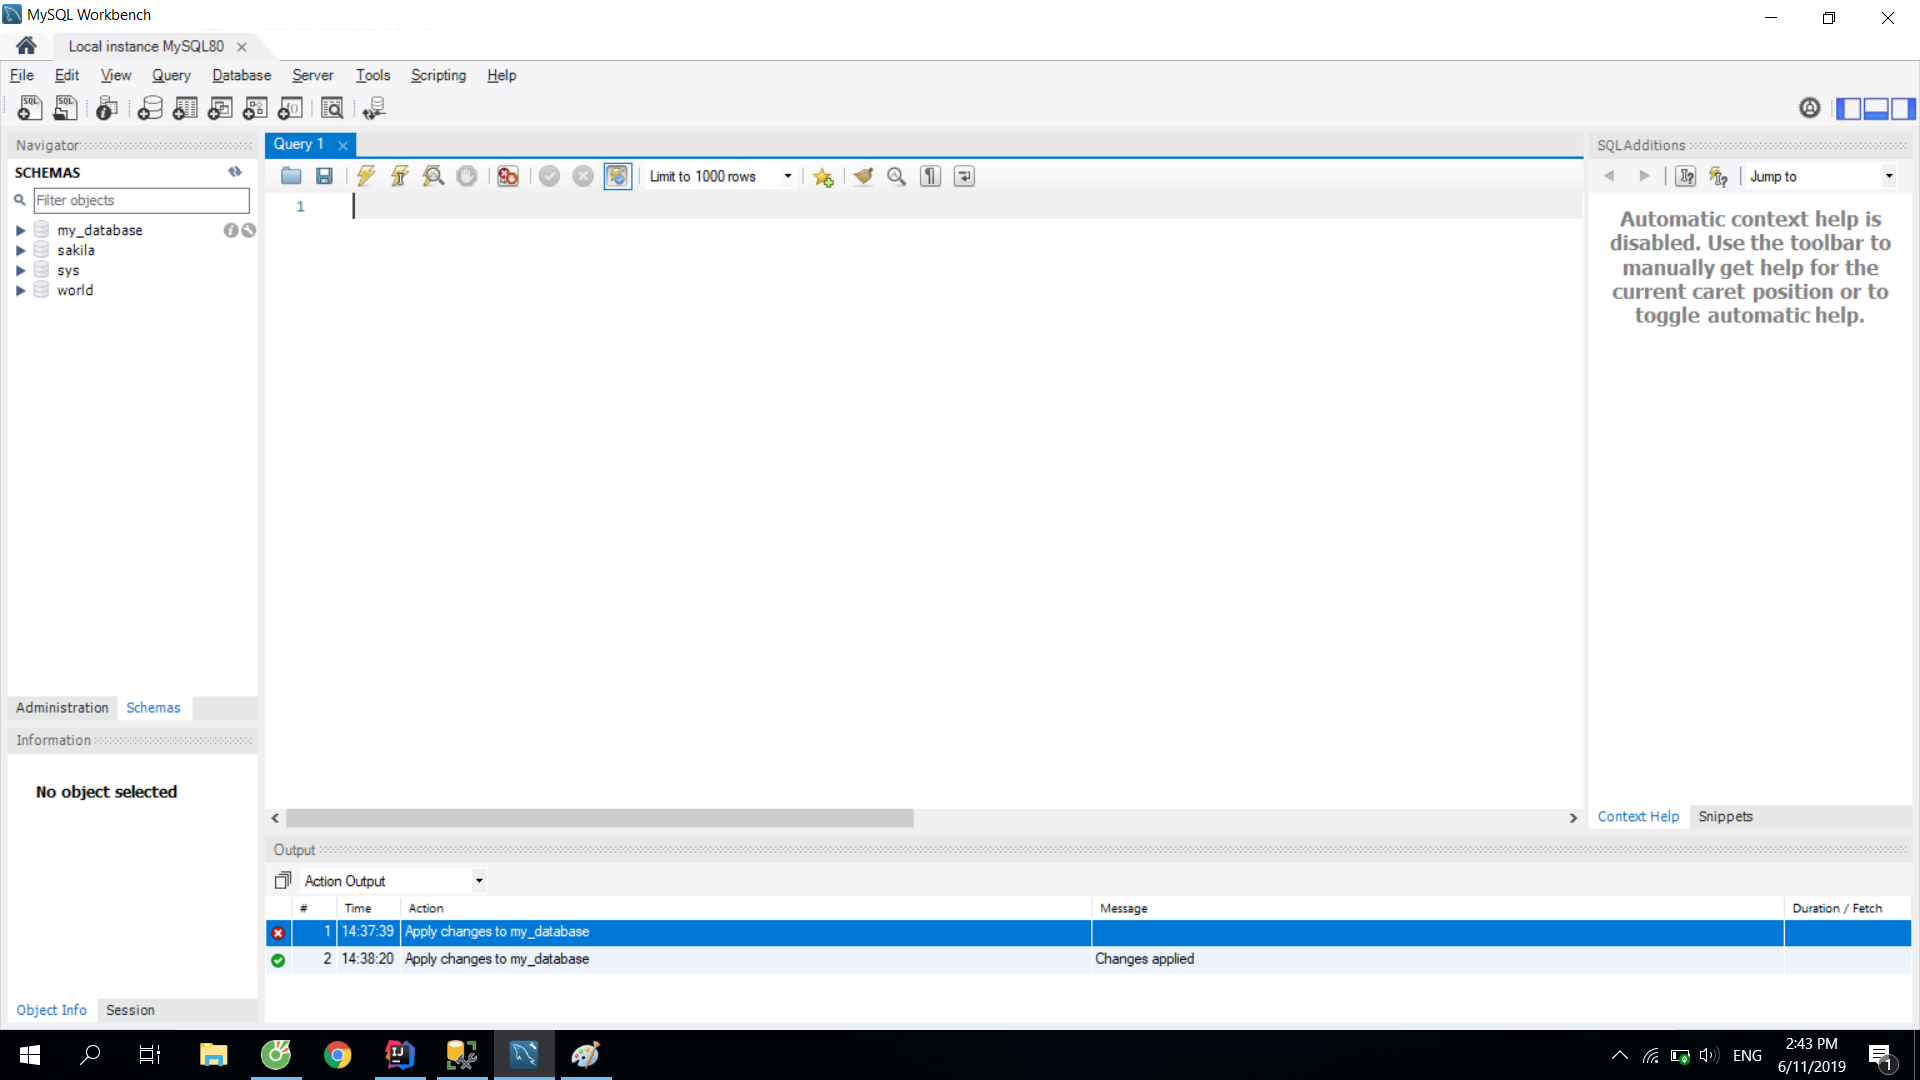 MySQL Workbench
Local instance MySQL80
File Edit View Query Database Server Tools Scripting Help
Navigator
SCHEMAS
Filter objects
my_database
sakila
sys
world
Administration Schemas
Information
No object selected
Object Info Session
Query 1
Limit to 1000 rows
1
SQLAdditions
Jump to
Automatic context help is
disabled. Use the toolbar to
manually get help for the
current caret position or to
toggle automatic help.
Context Help Snippets
Output
Action Output
# Time Action Message Duration / Fetch
1 14:37:39 Apply changes to my_database
2 14:38:20 Apply changes to my_database Changes applied
ENG
2:43 PM
6/11/2019
1